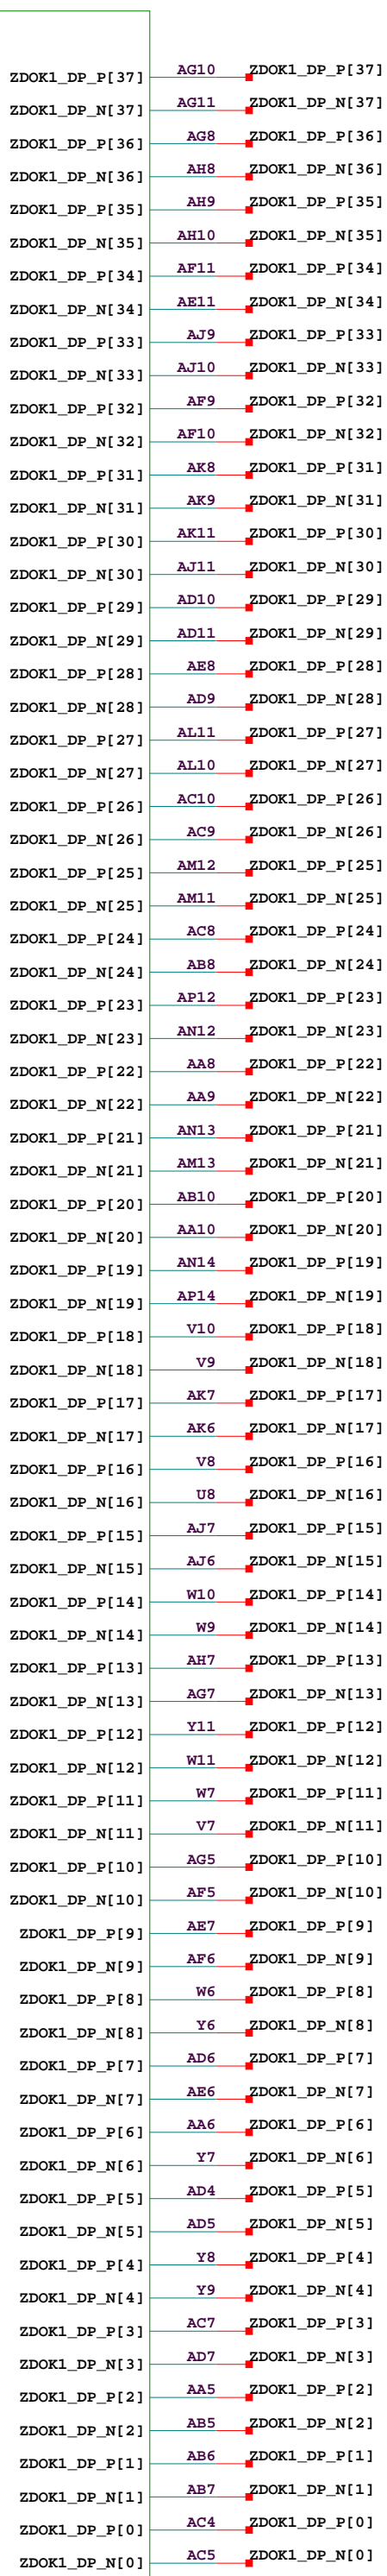 ZDOK1_DP_P[37] AG10 ZDOK1_DP_P[37]
ZDOK1_DP_N[37] AG11 ZDOK1_DP_N[37]
ZDOK1_DP_P[36] AG8 ZDOK1_DP_P[36]
ZDOK1_DP_N[36] AH8 ZDOK1_DP_N[36]
ZDOK1_DP_P[35] AH9 ZDOK1_DP_P[35]
ZDOK1_DP_N[35] AH10 ZDOK1_DP_N[35]
ZDOK1_DP_P[34] AF11 ZDOK1_DP_P[34]
ZDOK1_DP_N[34] AE11 ZDOK1_DP_N[34]
ZDOK1_DP_P[33] AJ9 ZDOK1_DP_P[33]
ZDOK1_DP_N[33] AJ10 ZDOK1_DP_N[33]
ZDOK1_DP_P[32] AF9 ZDOK1_DP_P[32]
ZDOK1_DP_N[32] AF10 ZDOK1_DP_N[32]
ZDOK1_DP_P[31] AK8 ZDOK1_DP_P[31]
ZDOK1_DP_N[31] AK9 ZDOK1_DP_N[31]
ZDOK1_DP_P[30] AK11 ZDOK1_DP_P[30]
ZDOK1_DP_N[30] AJ11 ZDOK1_DP_N[30]
ZDOK1_DP_P[29] AD10 ZDOK1_DP_P[29]
ZDOK1_DP_N[29] AD11 ZDOK1_DP_N[29]
ZDOK1_DP_P[28] AE8 ZDOK1_DP_P[28]
ZDOK1_DP_N[28] AD9 ZDOK1_DP_N[28]
ZDOK1_DP_P[27] AL11 ZDOK1_DP_P[27]
ZDOK1_DP_N[27] AL10 ZDOK1_DP_N[27]
ZDOK1_DP_P[26] AC10 ZDOK1_DP_P[26]
ZDOK1_DP_N[26] AC9 ZDOK1_DP_N[26]
ZDOK1_DP_P[25] AM12 ZDOK1_DP_P[25]
ZDOK1_DP_N[25] AM11 ZDOK1_DP_N[25]
ZDOK1_DP_P[24] AC8 ZDOK1_DP_P[24]
ZDOK1_DP_N[24] AB8 ZDOK1_DP_N[24]
ZDOK1_DP_P[23] AP12 ZDOK1_DP_P[23]
ZDOK1_DP_N[23] AN12 ZDOK1_DP_N[23]
ZDOK1_DP_P[22] AA8 ZDOK1_DP_P[22]
ZDOK1_DP_N[22] AA9 ZDOK1_DP_N[22]
ZDOK1_DP_P[21] AN13 ZDOK1_DP_P[21]
ZDOK1_DP_N[21] AM13 ZDOK1_DP_N[21]
ZDOK1_DP_P[20] AB10 ZDOK1_DP_P[20]
ZDOK1_DP_N[20] AA10 ZDOK1_DP_N[20]
ZDOK1_DP_P[19] AN14 ZDOK1_DP_P[19]
ZDOK1_DP_N[19] AP14 ZDOK1_DP_N[19]
ZDOK1_DP_P[18] V10 ZDOK1_DP_P[18]
ZDOK1_DP_N[18] V9 ZDOK1_DP_N[18]
ZDOK1_DP_P[17] AK7 ZDOK1_DP_P[17]
ZDOK1_DP_N[17] AK6 ZDOK1_DP_N[17]
ZDOK1_DP_P[16] V8 ZDOK1_DP_P[16]
ZDOK1_DP_N[16] U8 ZDOK1_DP_N[16]
ZDOK1_DP_P[15] AJ7 ZDOK1_DP_P[15]
ZDOK1_DP_N[15] AJ6 ZDOK1_DP_N[15]
ZDOK1_DP_P[14] W10 ZDOK1_DP_P[14]
ZDOK1_DP_N[14] W9 ZDOK1_DP_N[14]
ZDOK1_DP_P[13] AH7 ZDOK1_DP_P[13]
ZDOK1_DP_N[13] AG7 ZDOK1_DP_N[13]
ZDOK1_DP_P[12] Y11 ZDOK1_DP_P[12]
ZDOK1_DP_N[12] W11 ZDOK1_DP_N[12]
ZDOK1_DP_P[11] W7 ZDOK1_DP_P[11]
ZDOK1_DP_N[11] V7 ZDOK1_DP_N[11]
ZDOK1_DP_P[10] AG5 ZDOK1_DP_P[10]
ZDOK1_DP_N[10] AF5 ZDOK1_DP_N[10]
ZDOK1_DP_P[9] AE7 ZDOK1_DP_P[9]
ZDOK1_DP_N[9] AF6 ZDOK1_DP_N[9]
ZDOK1_DP_P[8] W6 ZDOK1_DP_P[8]
ZDOK1_DP_N[8] Y6 ZDOK1_DP_N[8]
ZDOK1_DP_P[7] AD6 ZDOK1_DP_P[7]
ZDOK1_DP_N[7] AE6 ZDOK1_DP_N[7]
ZDOK1_DP_P[6] AA6 ZDOK1_DP_P[6]
ZDOK1_DP_N[6] Y7 ZDOK1_DP_N[6]
ZDOK1_DP_P[5] AD4 ZDOK1_DP_P[5]
ZDOK1_DP_N[5] AD5 ZDOK1_DP_N[5]
ZDOK1_DP_P[4] Y8 ZDOK1_DP_P[4]
ZDOK1_DP_N[4] Y9 ZDOK1_DP_N[4]
ZDOK1_DP_P[3] AC7 ZDOK1_DP_P[3]
ZDOK1_DP_N[3] AD7 ZDOK1_DP_N[3]
ZDOK1_DP_P[2] AA5 ZDOK1_DP_P[2]
ZDOK1_DP_N[2] AB5 ZDOK1_DP_N[2]
ZDOK1_DP_P[1] AB6 ZDOK1_DP_P[1]
ZDOK1_DP_N[1] AB7 ZDOK1_DP_N[1]
ZDOK1_DP_P[0] AC4 ZDOK1_DP_P[0]
ZDOK1_DP_N[0] AC5 ZDOK1_DP_N[0]